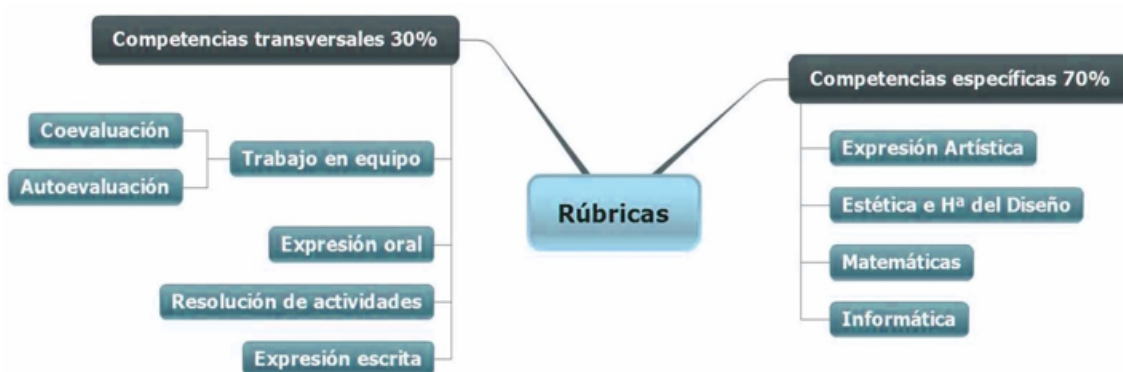 Competencias transversales 30%
Coevaluación
Autoevaluación
Trabajo en equipo
Expresión oral
Resolución de actividades
Expresión escrita
Rúbricas
Competencias específicas 70%
Expresión Artística
Estética e Hª del Diseño
Matemáticas
Informática